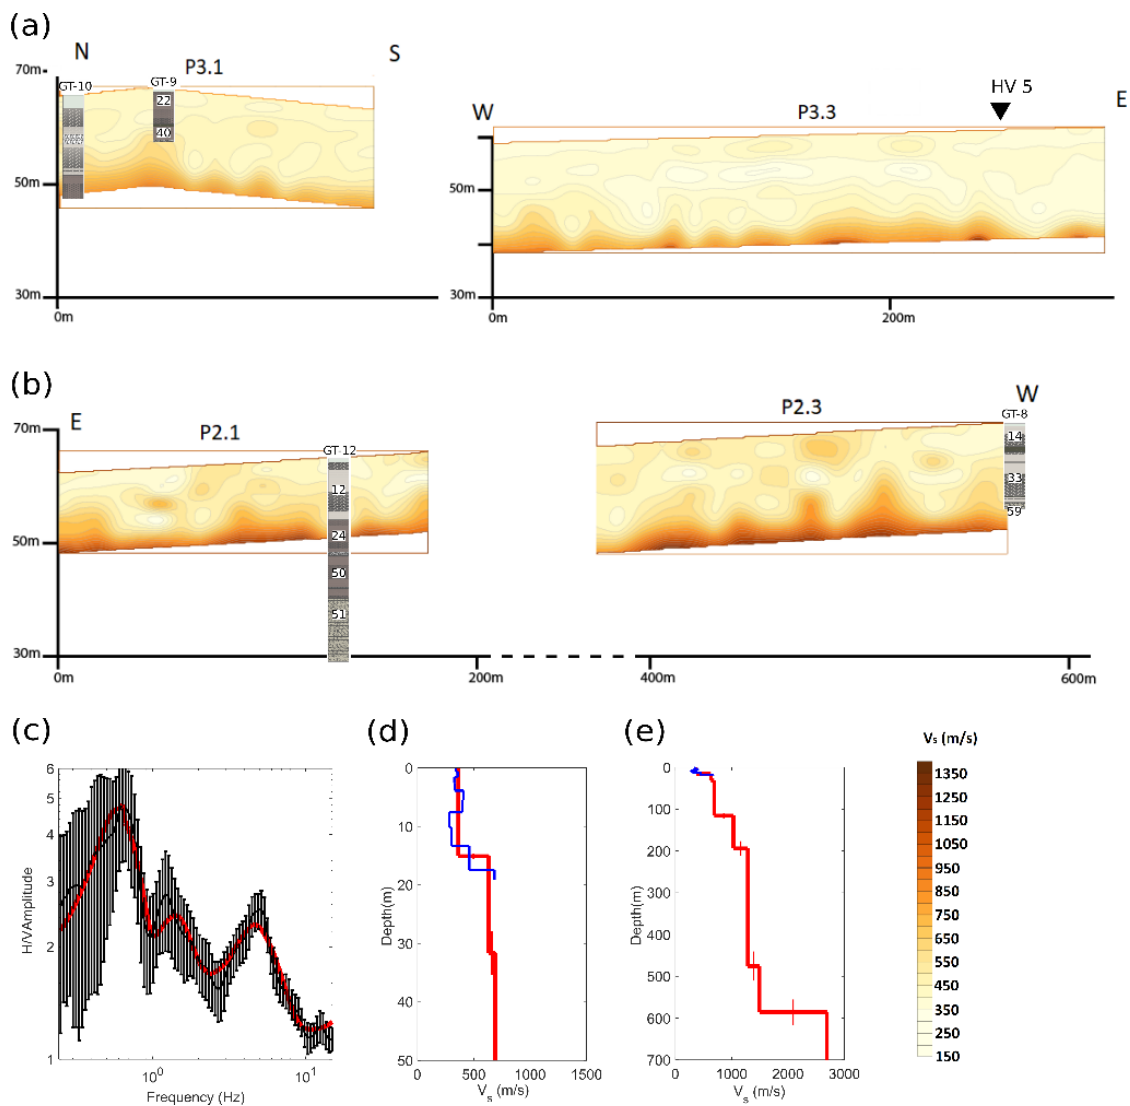 (a)
N
P3.1
S
70m
GT-10
GT-9
22
40
50m
30m
0m
W
P3.3
HV 5
E
50m
30m
0m
200m
(b)
E
P2.1
P2.3
W
70m
GT-12
GT-8
12
24
50
51
14
33
59
50m
30m
0m
200m
400m
600m
(c)
6
5
4
3
2
1
H/VAmplitude
10⁰
10¹
Frequency (Hz)
(d)
0
10
20
30
40
50
Depth(m)
0
500
1000
1500
Vₛ (m/s)
(e)
0
100
200
300
400
500
600
700
Depth(m)
0
1000
2000
3000
Vₛ (m/s)
Vₛ (m/s)
1350
1250
1150
1050
950
850
750
650
550
450
350
250
150